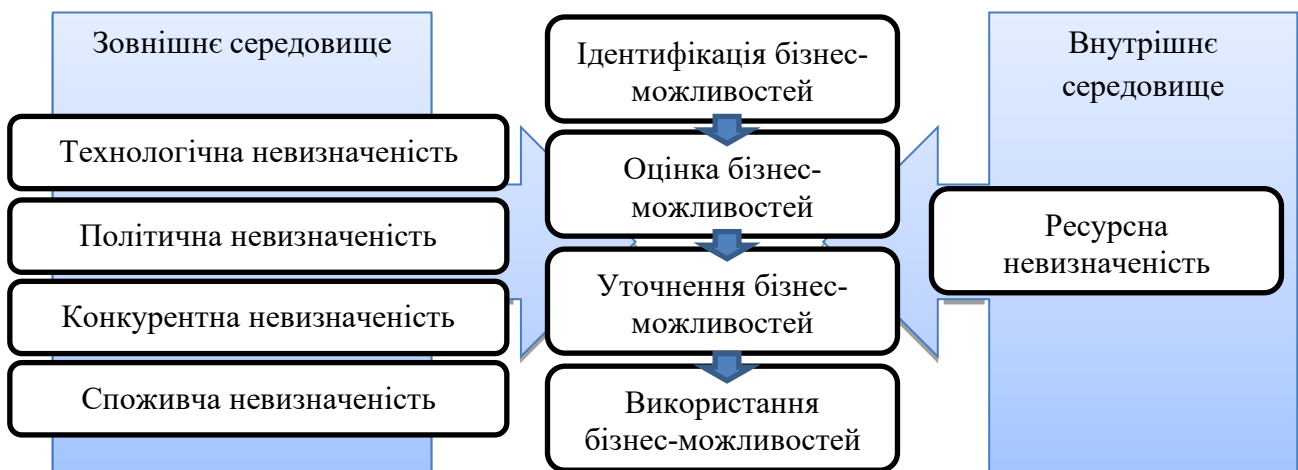 Зовнішнє середовище
Технологічна невизначеність
Політична невизначеність
Конкурентна невизначеність
Споживча невизначеність
Ідентифікація бізнес-
можливостей
Оцінка бізнес-
можливостей
Уточнення бізнес-
можливостей
Використання
бізнес-можливостей
Внутрішнє
середовище
Ресурсна
невизначеність